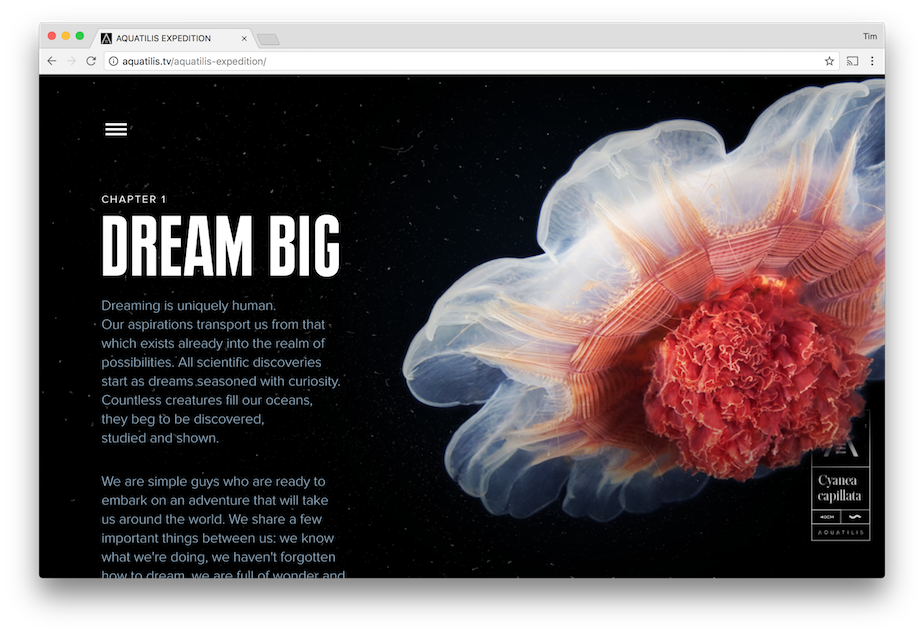 AQUATILIS EXPEDITION
Tim
aquatilis.tv/aquatilis-expedition/
CHAPTER 1
DREAM BIG
Dreaming is uniquely human.
Our aspirations transport us from that
which exists already into the realm of
possibilities. All scientific discoveries
start as dreams seasoned with curiosity.
Countless creatures fill our oceans,
they beg to be discovered,
studied and shown.
We are simple guys who are ready to
embark on an adventure that will take
us around the world. We share a few
important things between us: we know
what we're doing, we haven't forgotten
how to dream, we are full of wonder and
Cyanea
capillata
40CM
AQUATILIS